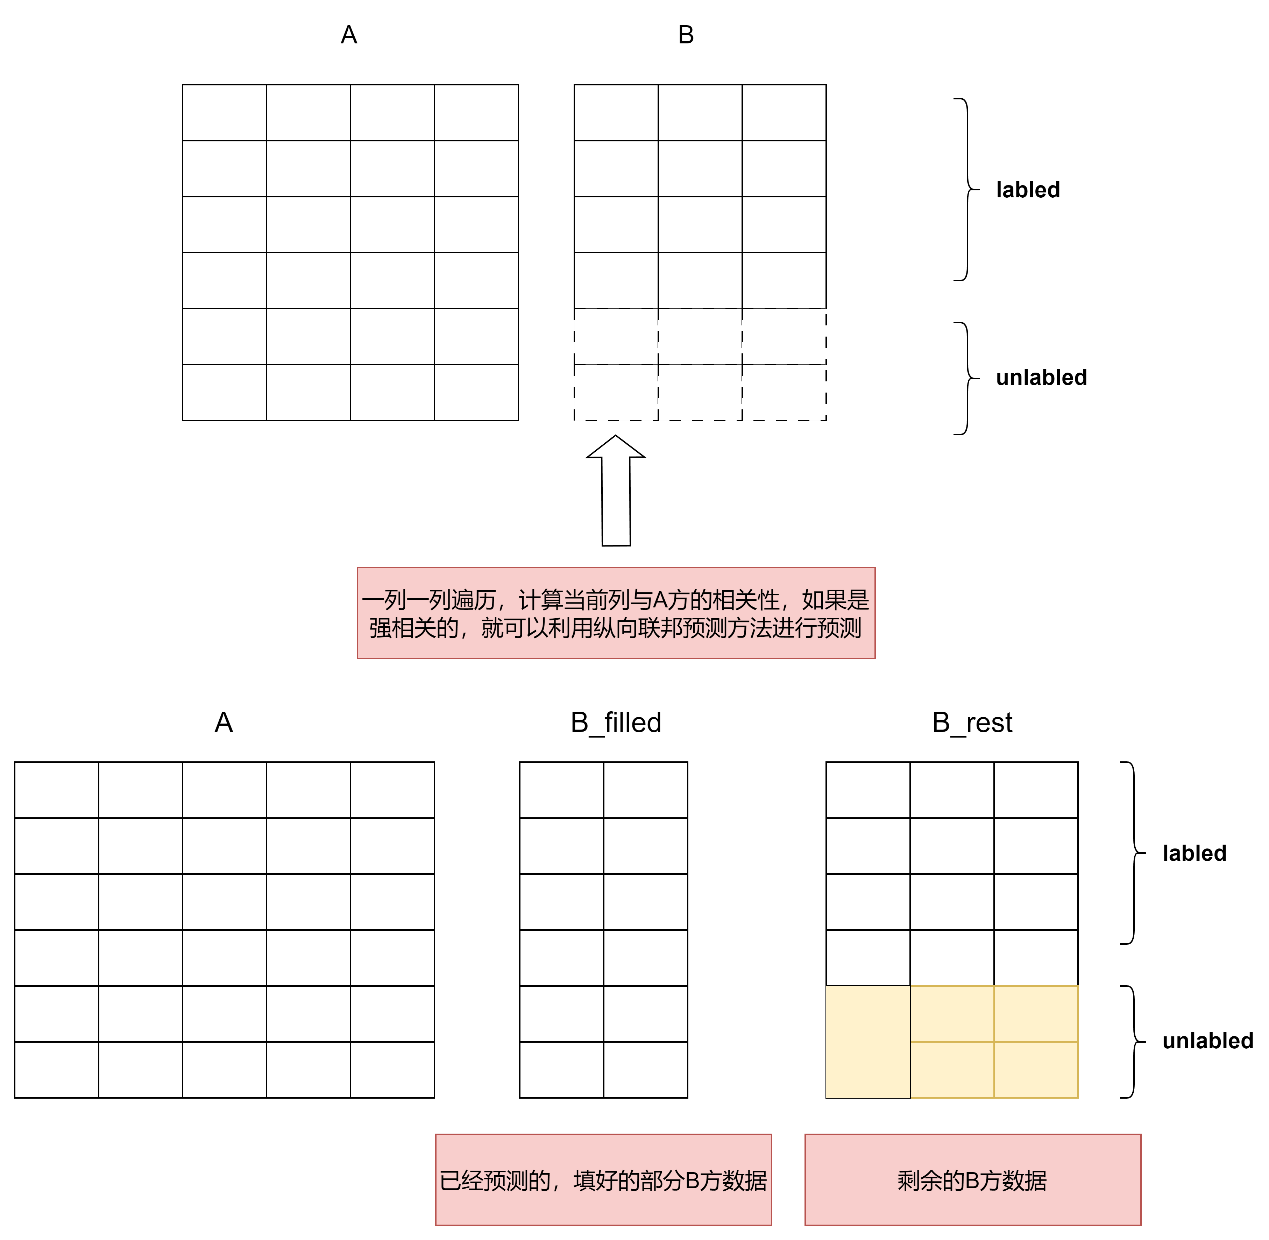 A
B
labled
unlabled
一列一列遍历，计算当前列与A方的相关性，如果是
强相关的，就可以利用纵向联邦预测方法进行预测
A
B_filled
B_rest
labled
unlabled
已经预测的，填好的部分B方数据
剩余的B方数据